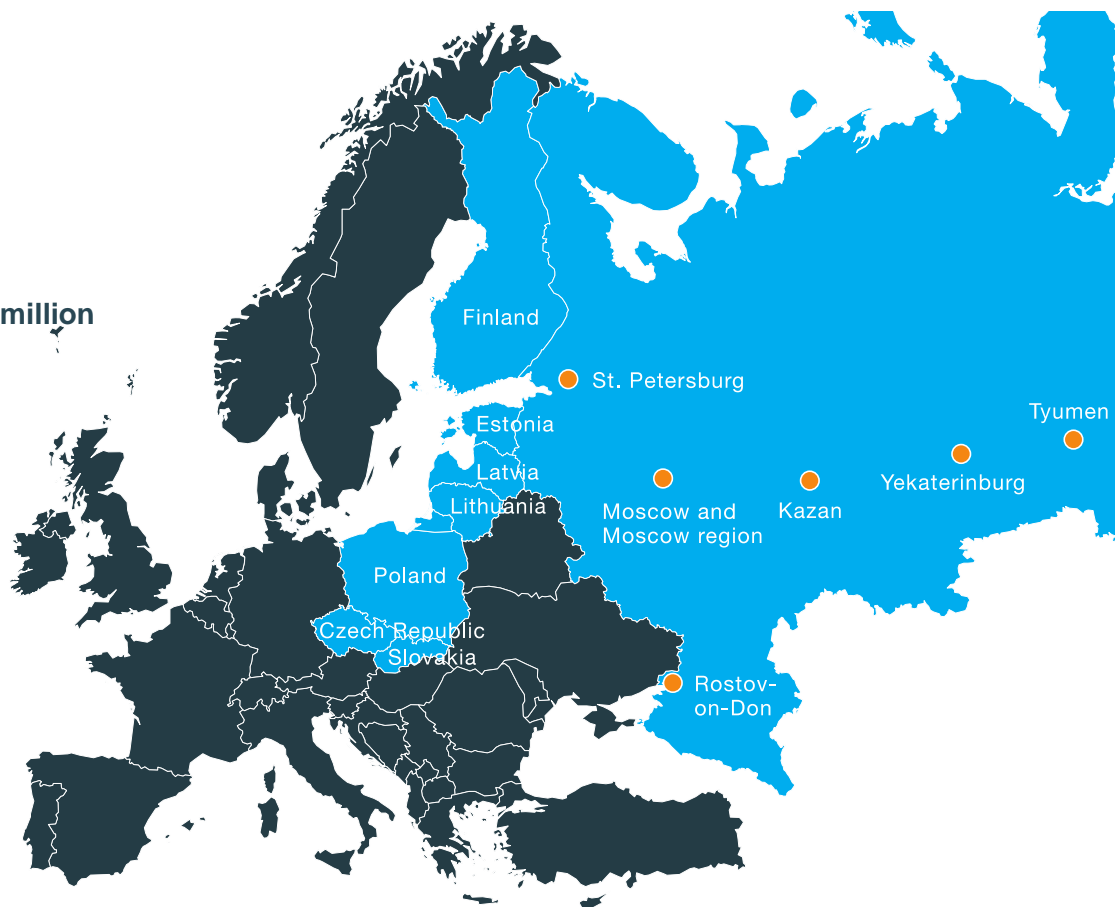 million
Finland
St. Petersburg
Tyumen
Estonia
Latvia
Yekaterinburg
Lithuania
Moscow and
Moscow region
Kazan
Poland
Czech Republic
Slovakia
Rostov-
on-Don